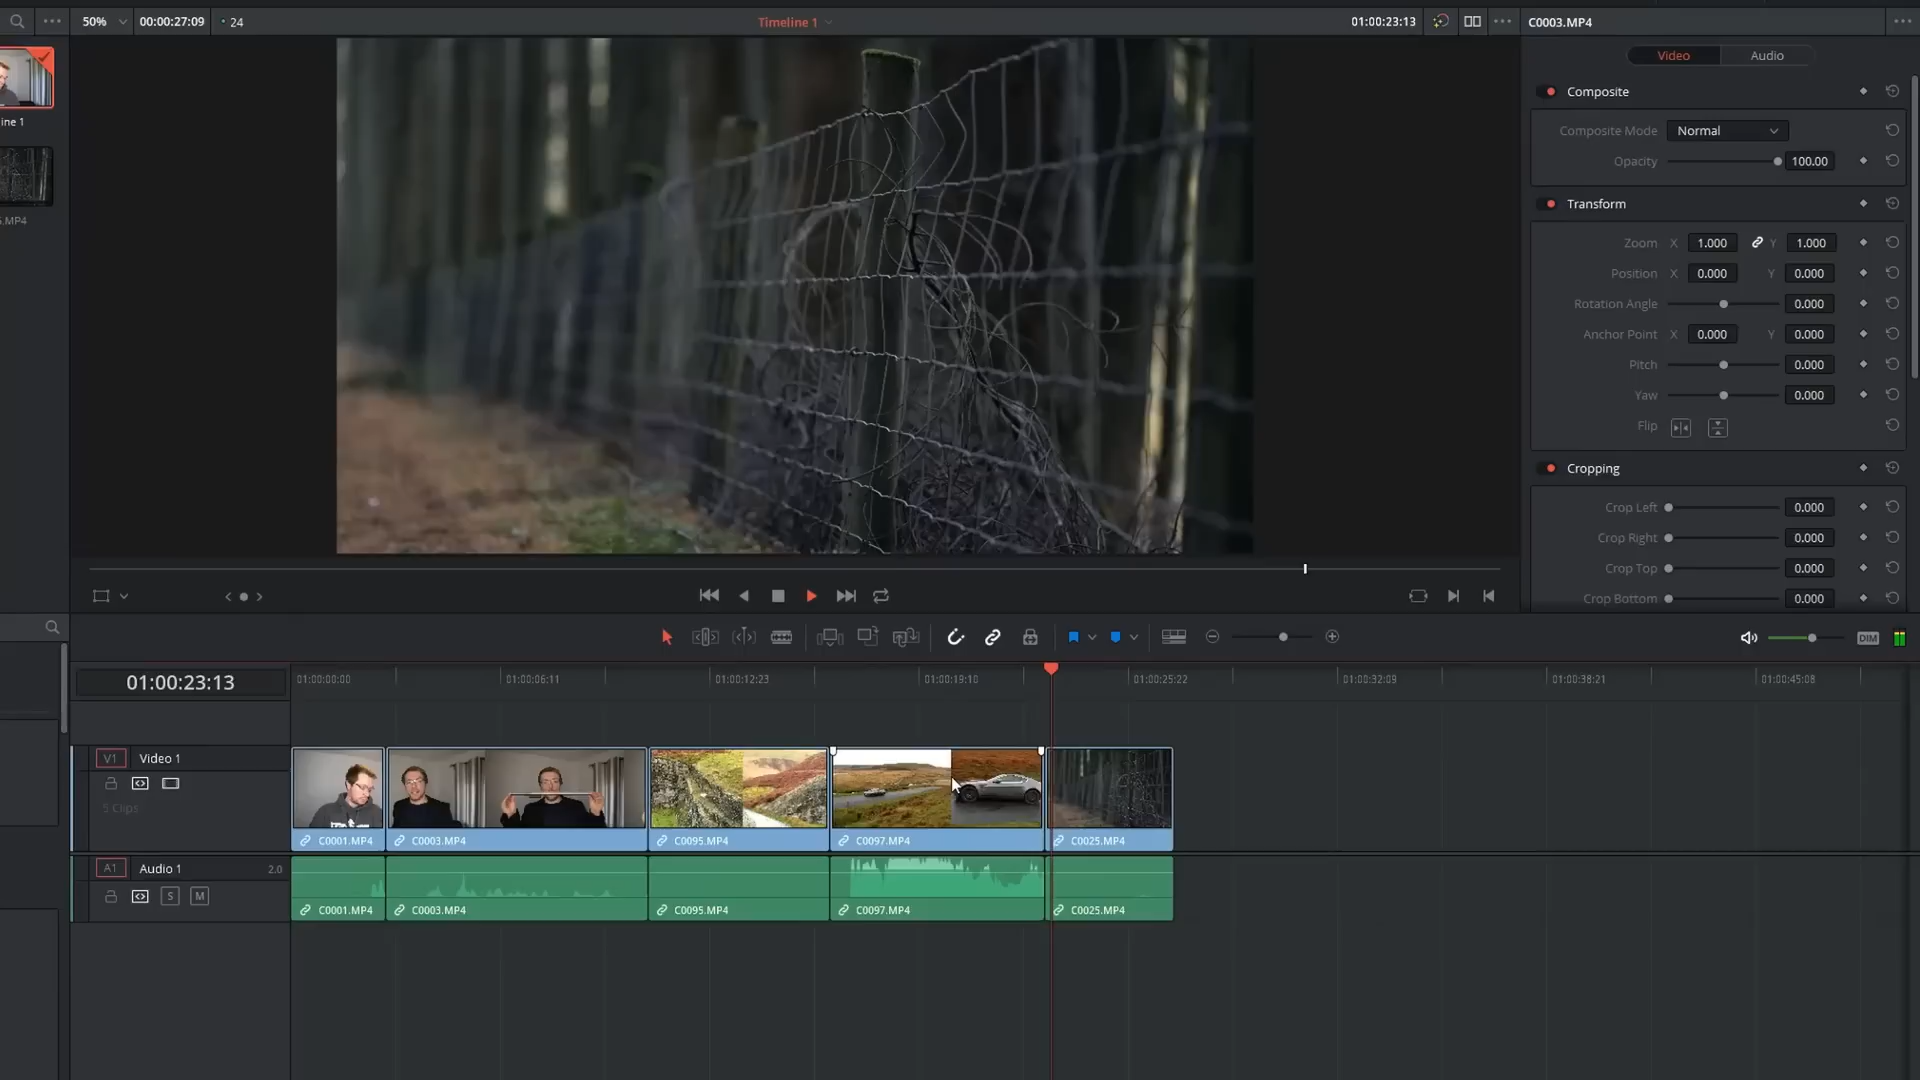 50% 00:00:27:09 24 Timeline 1 01:00:23:13 C0003.MP4
Video Audio
ine 1
.MP4
Composite
Composite Mode Normal
Opacity 100.00
Transform
Zoom X 1.000 Y 1.000
Position X 0.000 Y 0.000
Rotation Angle 0.000
Anchor Point X 0.000 Y 0.000
Pitch 0.000
Yaw 0.000
Flip
Cropping
Crop Left 0.000
Crop Right 0.000
Crop Top 0.000
Crop Bottom 0.000
DIM
01:00:23:13 01:00:00:00 01:00:06:11 01:00:12:23 01:00:19:10 01:00:25:22 01:00:32:09 01:00:38:21 01:00:45:08
V1 Video 1
5 Clips
C0001.MP4 C0003.MP4 C0095.MP4 C0097.MP4 C0025.MP4
A1 Audio 1 2.0
S M
C0001.MP4 C0003.MP4 C0095.MP4 C0097.MP4 C0025.MP4